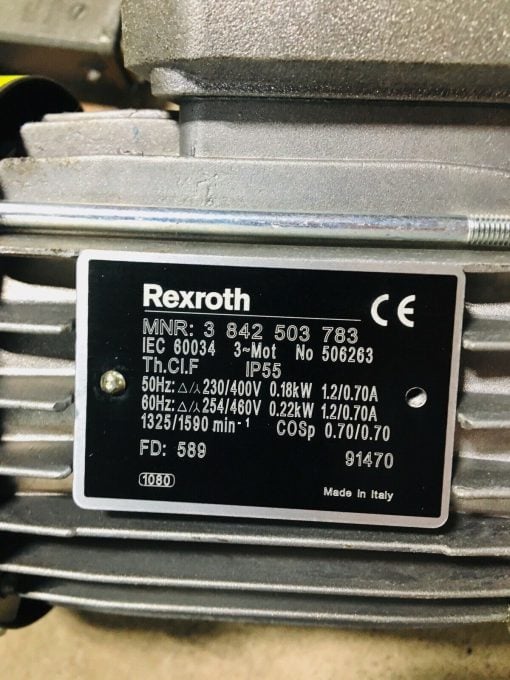 Rexroth CE
MNR: 3 842 503 783
IEC 60034 3~Mot No 506263
Th.Cl.F IP55
50Hz: △/⅄ 230/400V 0.18kW 1.2/0.70A
60Hz: △/⅄ 254/460V 0.22kW 1.2/0.70A
1325/1590 min⁻¹ COSp 0.70/0.70
FD: 589 91470
1080 Made in Italy